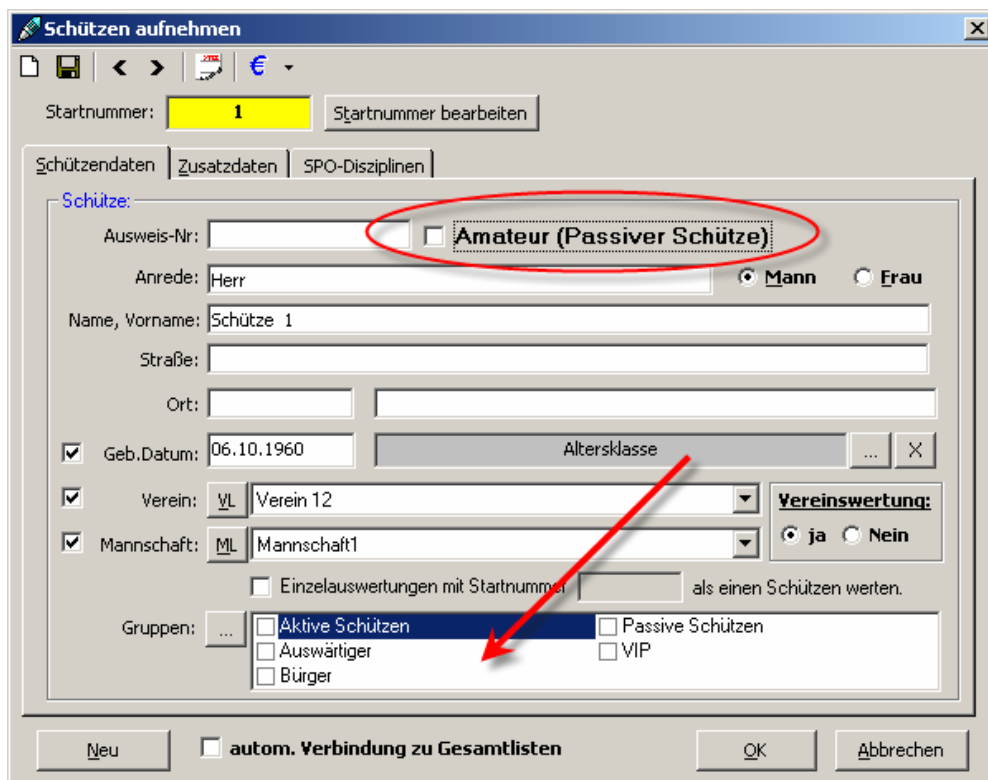 Schützen aufnehmen
€
Startnummer: 1 Startnummer bearbeiten
Schützendaten Zusatzdaten SPO-Disziplinen
Schütze:
Ausweis-Nr: Amateur (Passiver Schütze)
Anrede: Herr Mann Frau
Name, Vorname: Schütze 1
Straße:
Ort:
Geb.Datum: 06.10.1960 Altersklasse ... X
Verein: VL Verein 12 Vereinswertung:
Mannschaft: ML Mannschaft1 ja Nein
Einzelauswertungen mit Startnummer als einen Schützen werten.
Gruppen: ... Aktive Schützen Passive Schützen
Auswärtiger VIP
Bürger
Neu autom. Verbindung zu Gesamtlisten OK Abbrechen